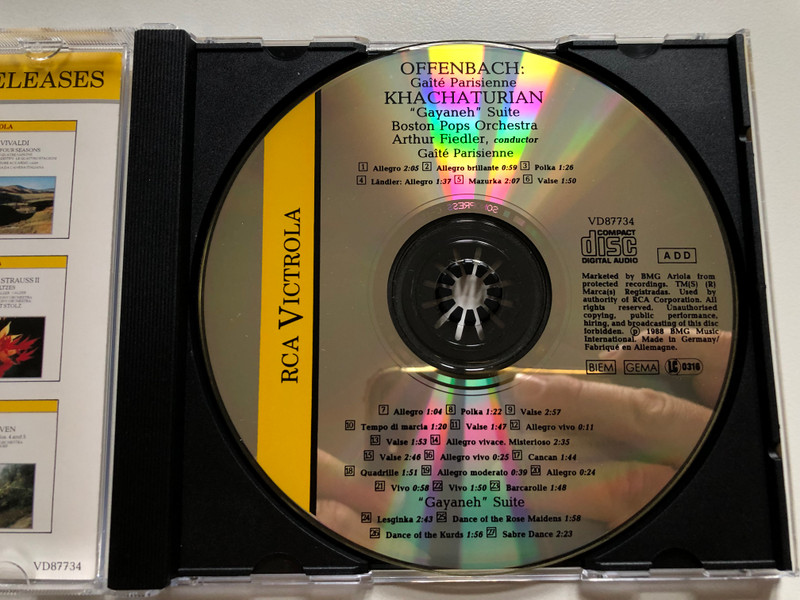 ELEASES
OLA
VIVALDI
FOUR SEASONS
STRAUSS II
TZES
T STOLZ
VEN
VD87734
OFFENBACH:
Gaîté Parisienne
KHACHATURIAN
"Gayaneh" Suite
Boston Pops Orchestra
Arthur Fiedler, conductor
Gaîté Parisienne
1 Allegro 2:05 2 Allegro brillante 0:59 3 Polka 1:26
4 Ländler: Allegro 1:37 5 Mazurka 2:07 6 Valse 1:50
RCA VICTROLA
VD87734
COMPACT
disc
DIGITAL AUDIO
ADD
Marketed by BMG Ariola from
protected recordings. TM(S) (R)
Marca(s) Registradas. Used by
authority of RCA Corporation. All
rights reserved. Unauthorised
copying, public performance,
hiring, and broadcasting of this disc
forbidden. ℗ 1988 BMG Music
International. Made in Germany/
Fabriqué en Allemagne.
BIEM GEMA LC 0316
7 Allegro 1:04 8 Polka 1:22 9 Valse 2:57
10 Tempo di marcia 1:20 11 Valse 1:47 12 Allegro vivo 0:11
13 Valse 1:53 14 Allegro vivace. Misterioso 2:35
15 Valse 2:46 16 Allegro vivo 0:25 17 Cancan 1:44
18 Quadrille 1:51 19 Allegro moderato 0:39 20 Allegro 0:24
21 Vivo 0:58 22 Vivo 1:50 23 Barcarolle 1:48
"Gayaneh" Suite
24 Lesginka 2:43 25 Dance of the Rose Maidens 1:58
26 Dance of the Kurds 1:56 27 Sabre Dance 2:23